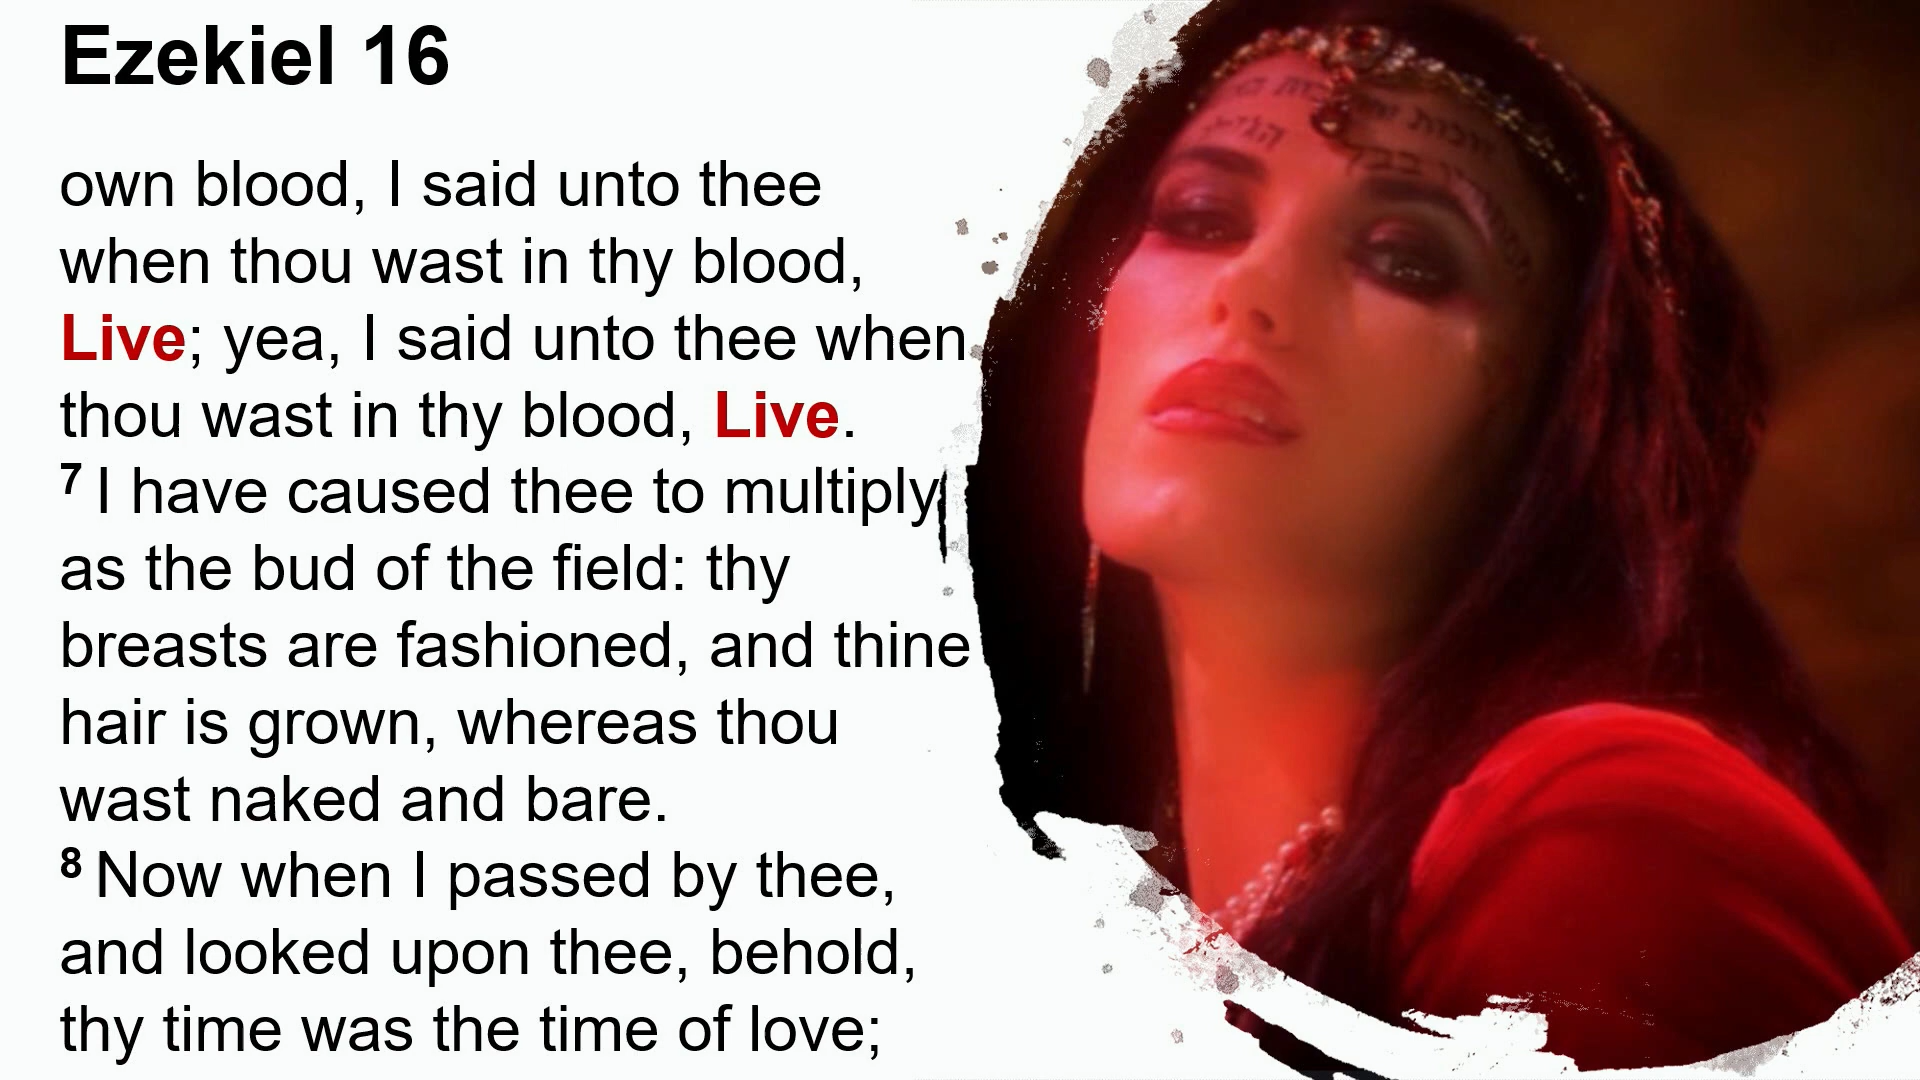 Ezekiel 16
own blood, I said unto thee
when thou wast in thy blood,
Live; yea, I said unto thee when
thou wast in thy blood, Live.
7 I have caused thee to multiply
as the bud of the field: thy
breasts are fashioned, and thine
hair is grown, whereas thou
wast naked and bare.
8 Now when I passed by thee,
and looked upon thee, behold,
thy time was the time of love;